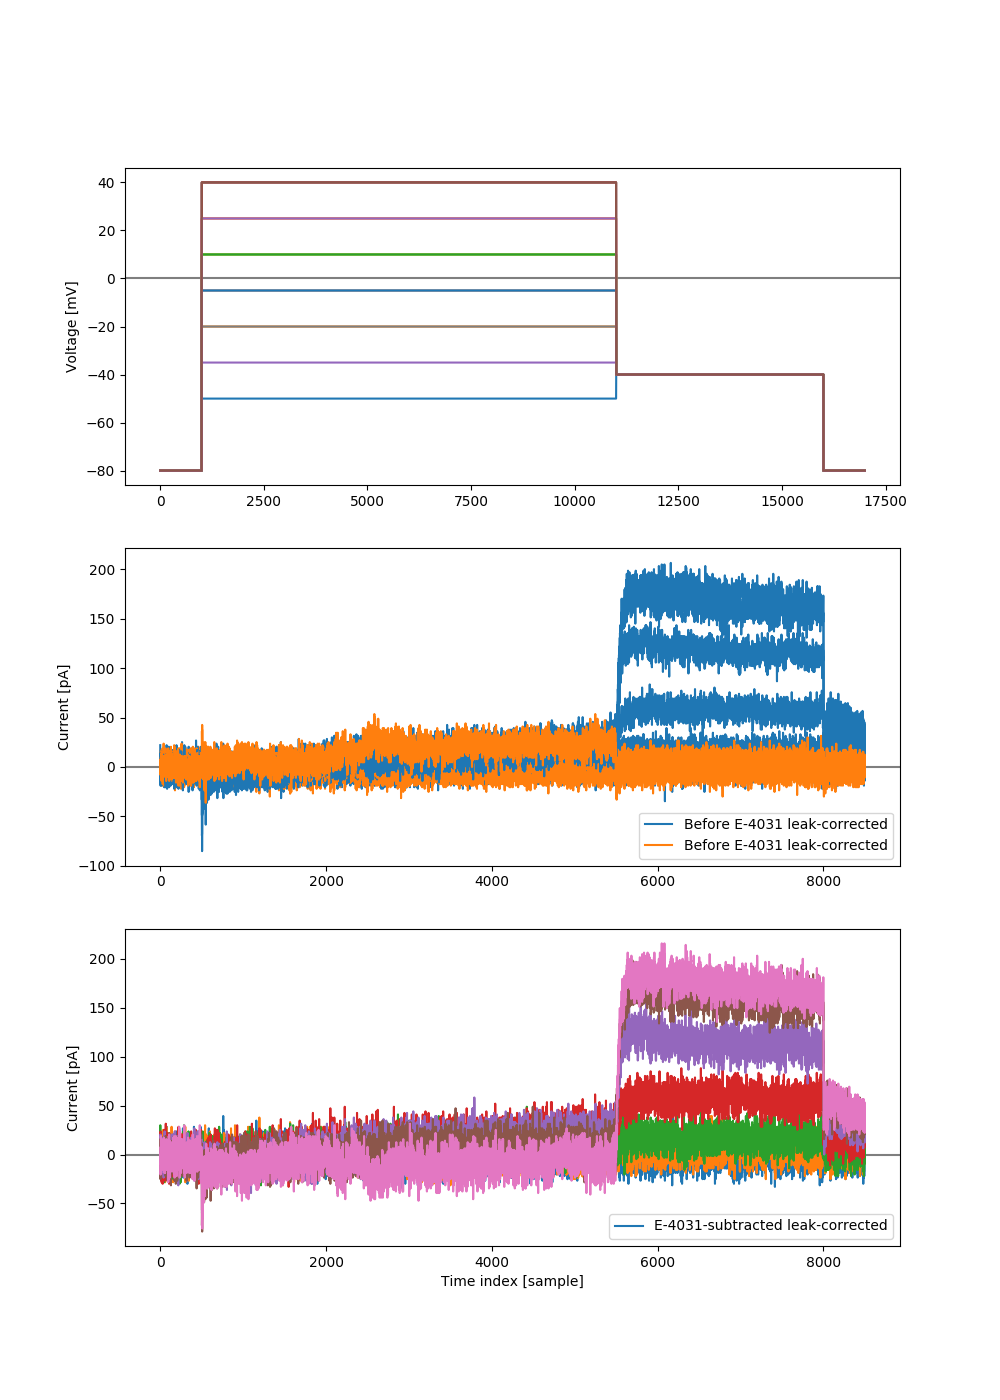 40
20
0
−20
−40
−60
−80
Voltage [mV]
0 2500 5000 7500 10000 12500 15000 17500
200
150
100
50
0
−50
−100
Current [pA]
Before E-4031 leak-corrected
Before E-4031 leak-corrected
0 2000 4000 6000 8000
200
150
100
50
0
−50
Current [pA]
E-4031-subtracted leak-corrected
0 2000 4000 6000 8000
Time index [sample]